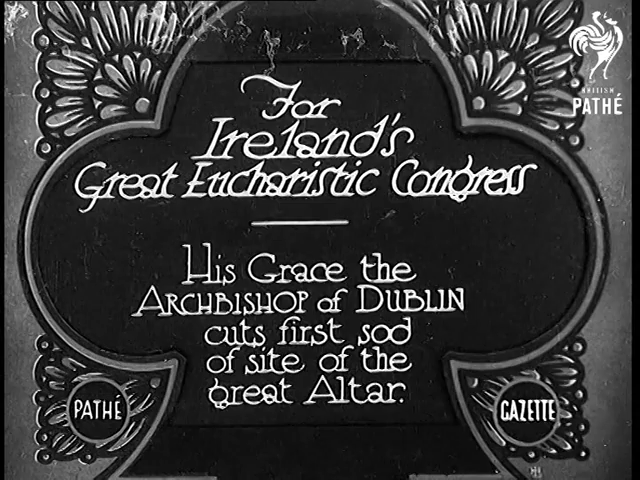 BRITISH
PATHÉ
For
Ireland's
Great Eucharistic Congress
His Grace the
ARCHBISHOP of DUBLIN
cuts first sod
of site of the
great Altar.
PATHÉ
GAZETTE